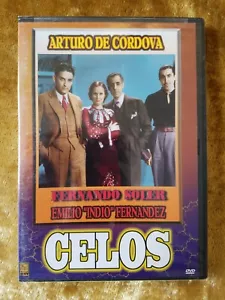 ARTURO DE CORDOVA
FERNANDO SOLER
EMILIO "INDIO" FERNANDEZ
CELOS
DVD